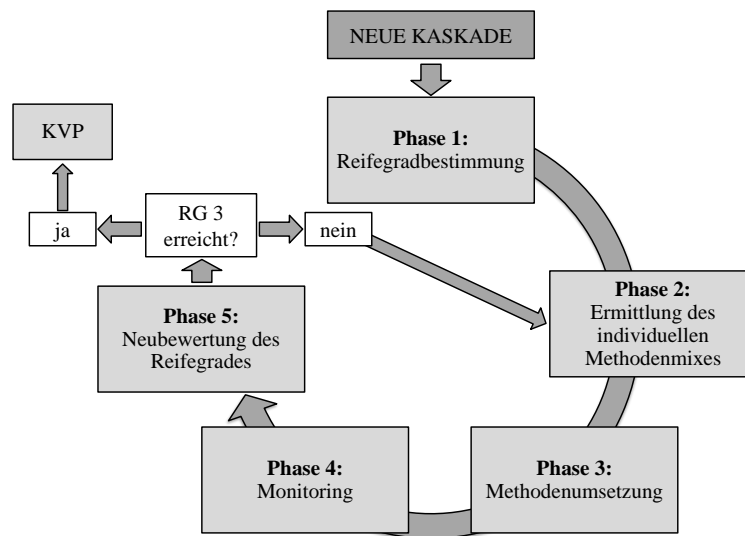 NEUE KASKADE
Phase 1:
Reifegradbestimmung
KVP
ja
RG 3
erreicht?
nein
Phase 2:
Ermittlung des
individuellen
Methodenmixes
Phase 5:
Neubewertung des
Reifegrades
Phase 4:
Monitoring
Phase 3:
Methodenumsetzung